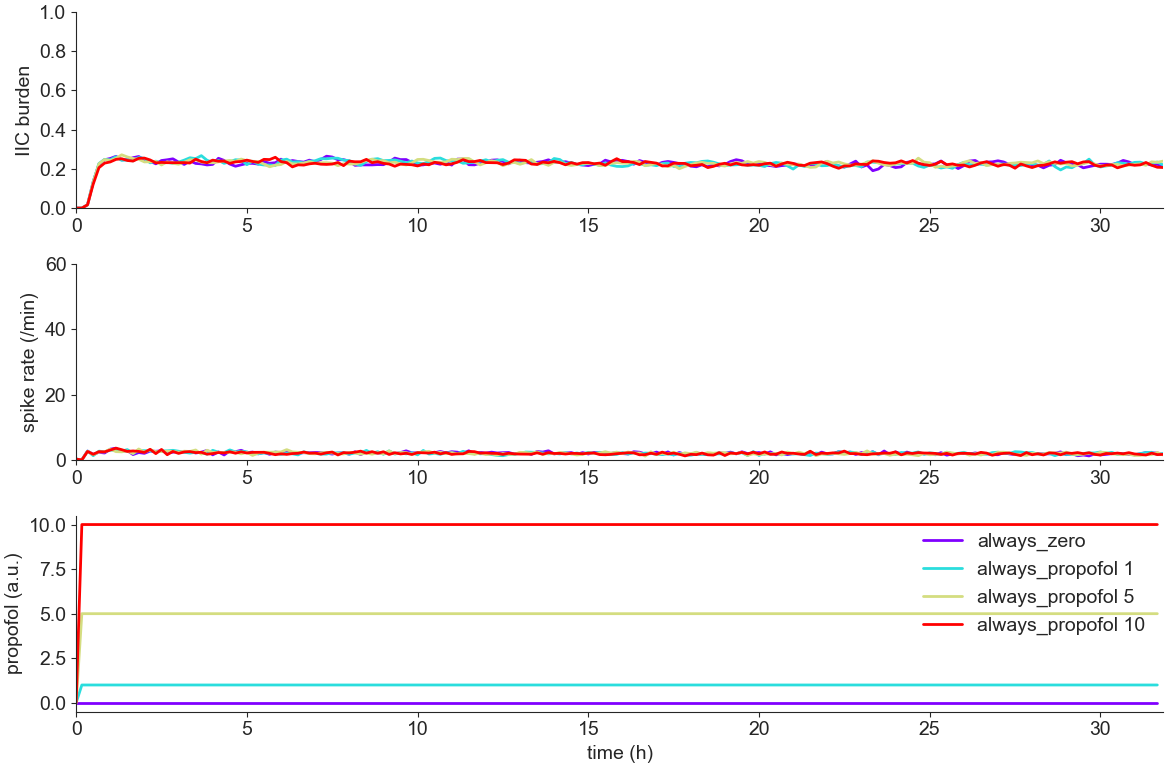 IIC burden
1.0
0.8
0.6
0.4
0.2
0.0
0 5 10 15 20 25 30
spike rate (/min)
60
40
20
0
0 5 10 15 20 25 30
propofol (a.u.)
10.0
7.5
5.0
2.5
0.0
always_zero
always_propofol 1
always_propofol 5
always_propofol 10
0 5 10 15 20 25 30
time (h)